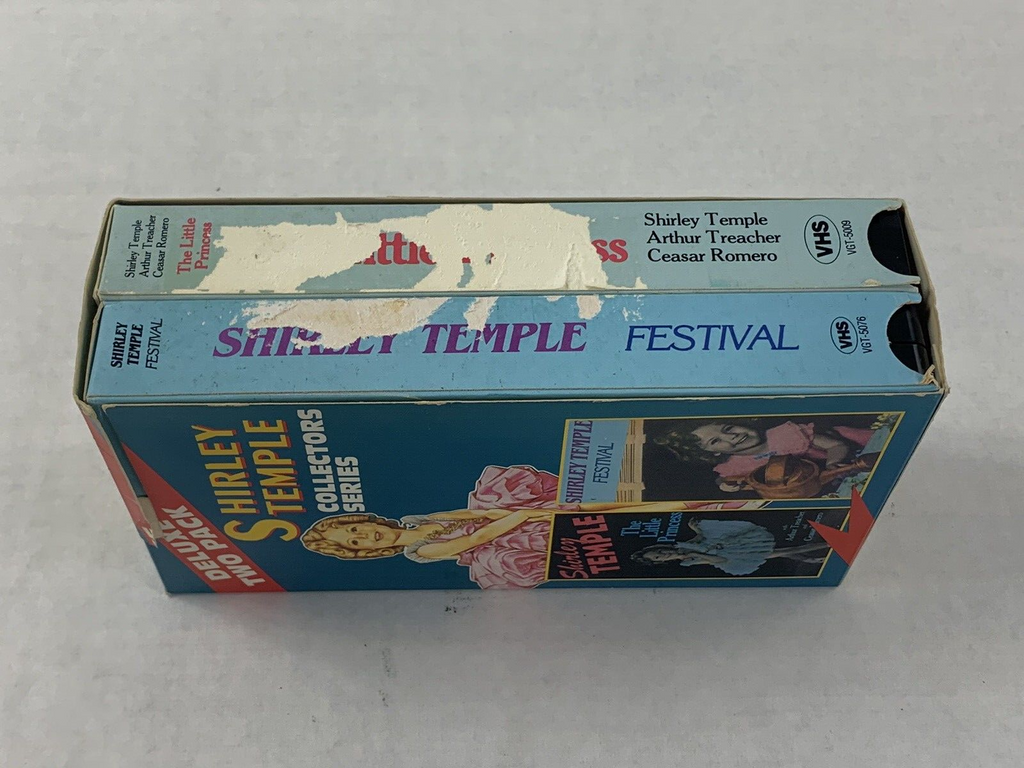 Shirley Temple
Arthur Treacher
Ceasar Romero
The Little
Princess
ttle
ss
Shirley Temple
Arthur Treacher
Ceasar Romero
VHS
VGT-5009
SHIRLEY
TEMPLE
FESTIVAL
SHIRLEY TEMPLE FESTIVAL
VHS
VGT-5076
DELUXE
TWO PACK
SHIRLEY
TEMPLE
COLLECTORS
SERIES
SHIRLEY TEMPLE
FESTIVAL
Shirley
TEMPLE
The
Little
Princess